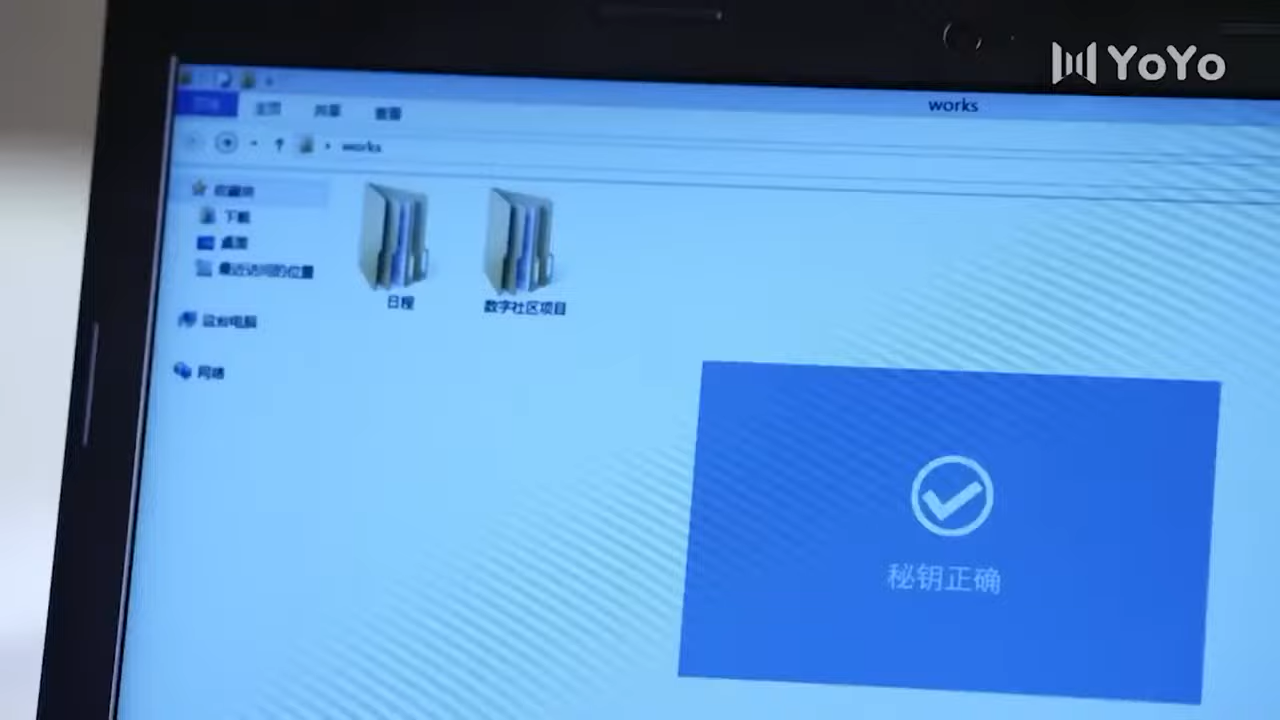 YoYo
works
主页
共享
查看
works
收藏夹
下载
桌面
最近访问的位置
这台电脑
网络
日程
数字社区项目
秘钥正确